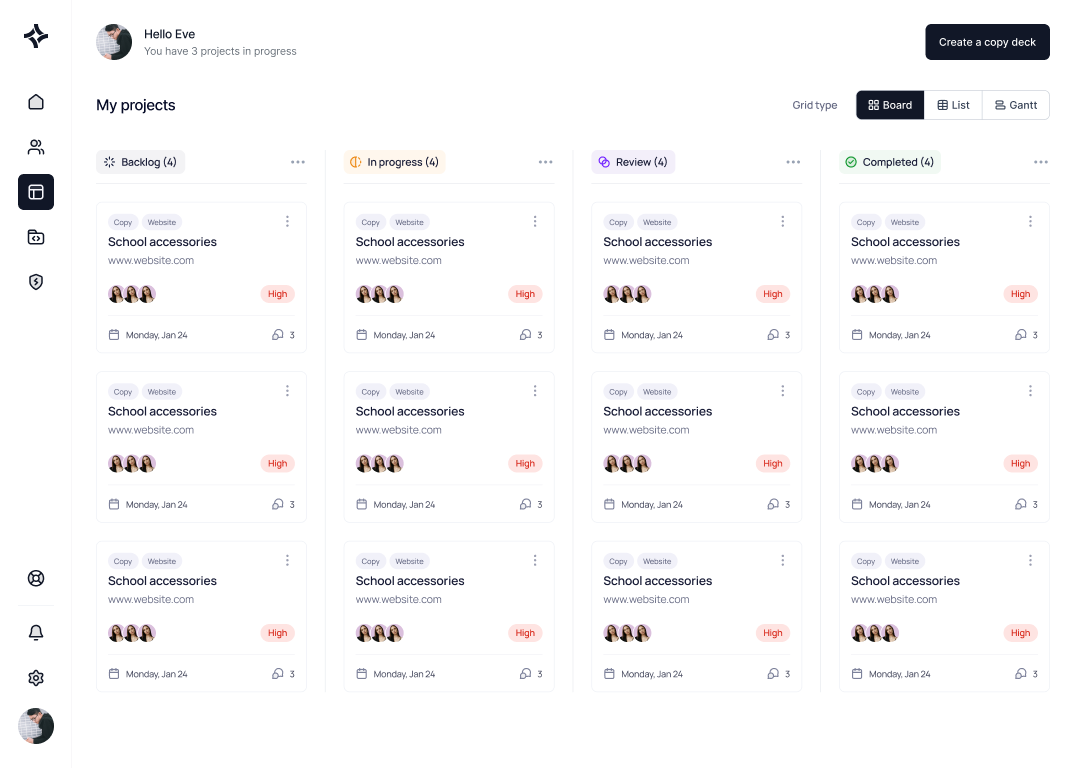 Hello Eve
You have 3 projects in progress
Create a copy deck
My projects
Grid type
Board
List
Gantt
Backlog (4)
In progress (4)
Review (4)
Completed (4)
Copy Website
School accessories
www.website.com
High
Monday, Jan 24 3
Copy Website
School accessories
www.website.com
High
Monday, Jan 24 3
Copy Website
School accessories
www.website.com
High
Monday, Jan 24 3
Copy Website
School accessories
www.website.com
High
Monday, Jan 24 3
Copy Website
School accessories
www.website.com
High
Monday, Jan 24 3
Copy Website
School accessories
www.website.com
High
Monday, Jan 24 3
Copy Website
School accessories
www.website.com
High
Monday, Jan 24 3
Copy Website
School accessories
www.website.com
High
Monday, Jan 24 3
Copy Website
School accessories
www.website.com
High
Monday, Jan 24 3
Copy Website
School accessories
www.website.com
High
Monday, Jan 24 3
Copy Website
School accessories
www.website.com
High
Monday, Jan 24 3
Copy Website
School accessories
www.website.com
High
Monday, Jan 24 3